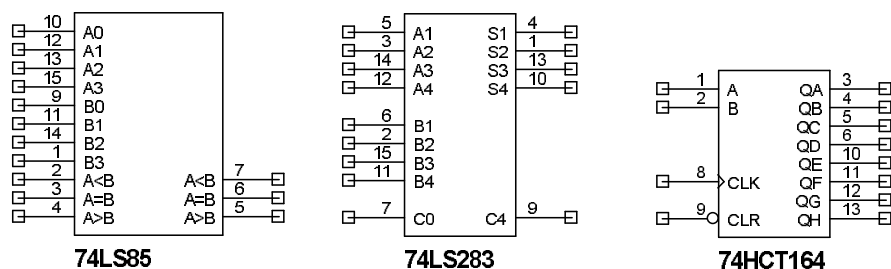 10 A0
12 A1
13 A2
15 A3
9 B0
11 B1
14 B2
1 B3
2 A<B A<B 7
3 A=B A=B 6
4 A>B A>B 5
74LS85
5 A1 S1 4
3 A2 S2 1
14 A3 S3 13
12 A4 S4 10
6 B1
2 B2
15 B3
11 B4
7 C0 C4 9
74LS283
1 A QA 3
2 B QB 4
QC 5
QD 6
QE 10
8 CLK QF 11
QG 12
9 CLR QH 13
74HCT164